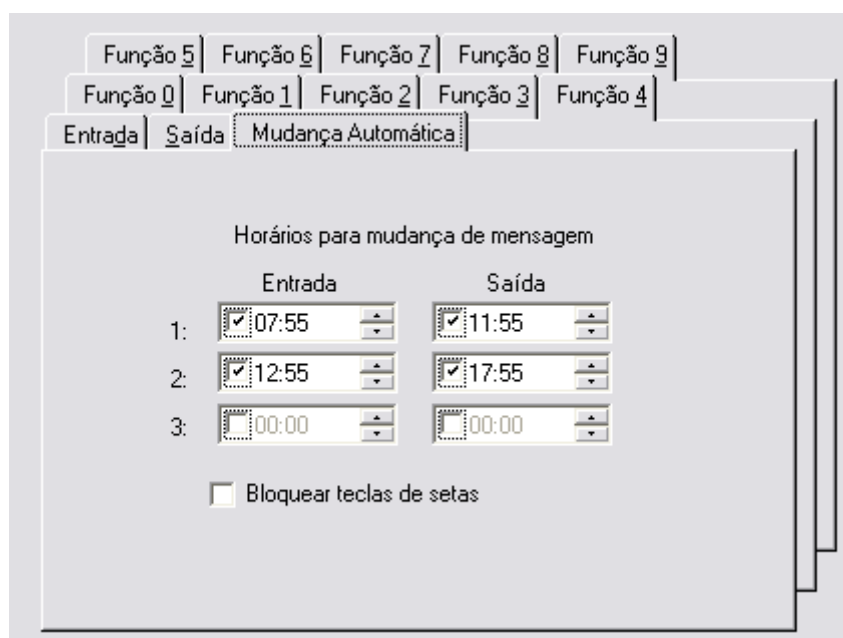 Função 5 Função 6 Função 7 Função 8 Função 9
Função 0 Função 1 Função 2 Função 3 Função 4
Entrada Saída Mudança Automática
Horários para mudança de mensagem
Entrada Saída
1: 07:55 11:55
2: 12:55 17:55
3: 00:00 00:00
Bloquear teclas de setas